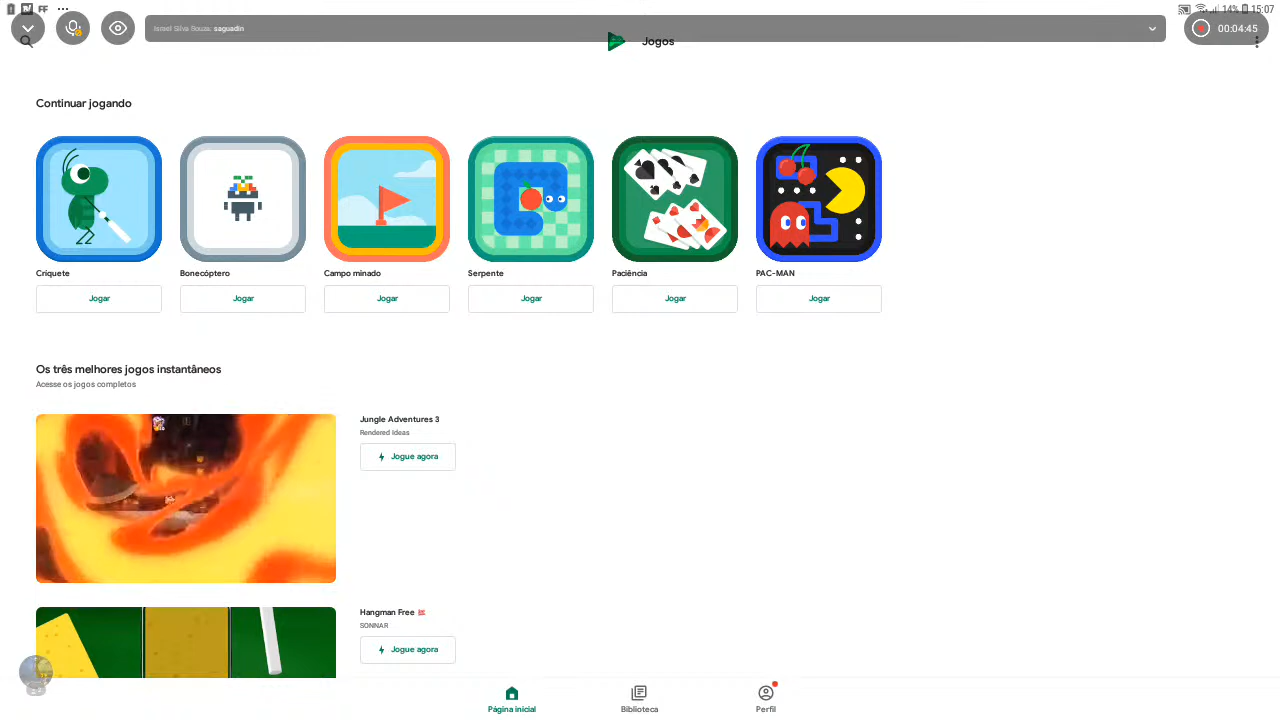 FF ...
14% 15:07
Israel Silva Souza: saguadin
00:04:45
Jogos
Continuar jogando
Críquete
Bonecóptero
Campo minado
Serpente
Paciência
PAC-MAN
Jogar
Jogar
Jogar
Jogar
Jogar
Jogar
Os três melhores jogos instantâneos
Acesse os jogos completos
Jungle Adventures 3
Rendered Ideas
Jogue agora
Hangman Free
SONNAR
Jogue agora
Página inicial
Biblioteca
Perfil